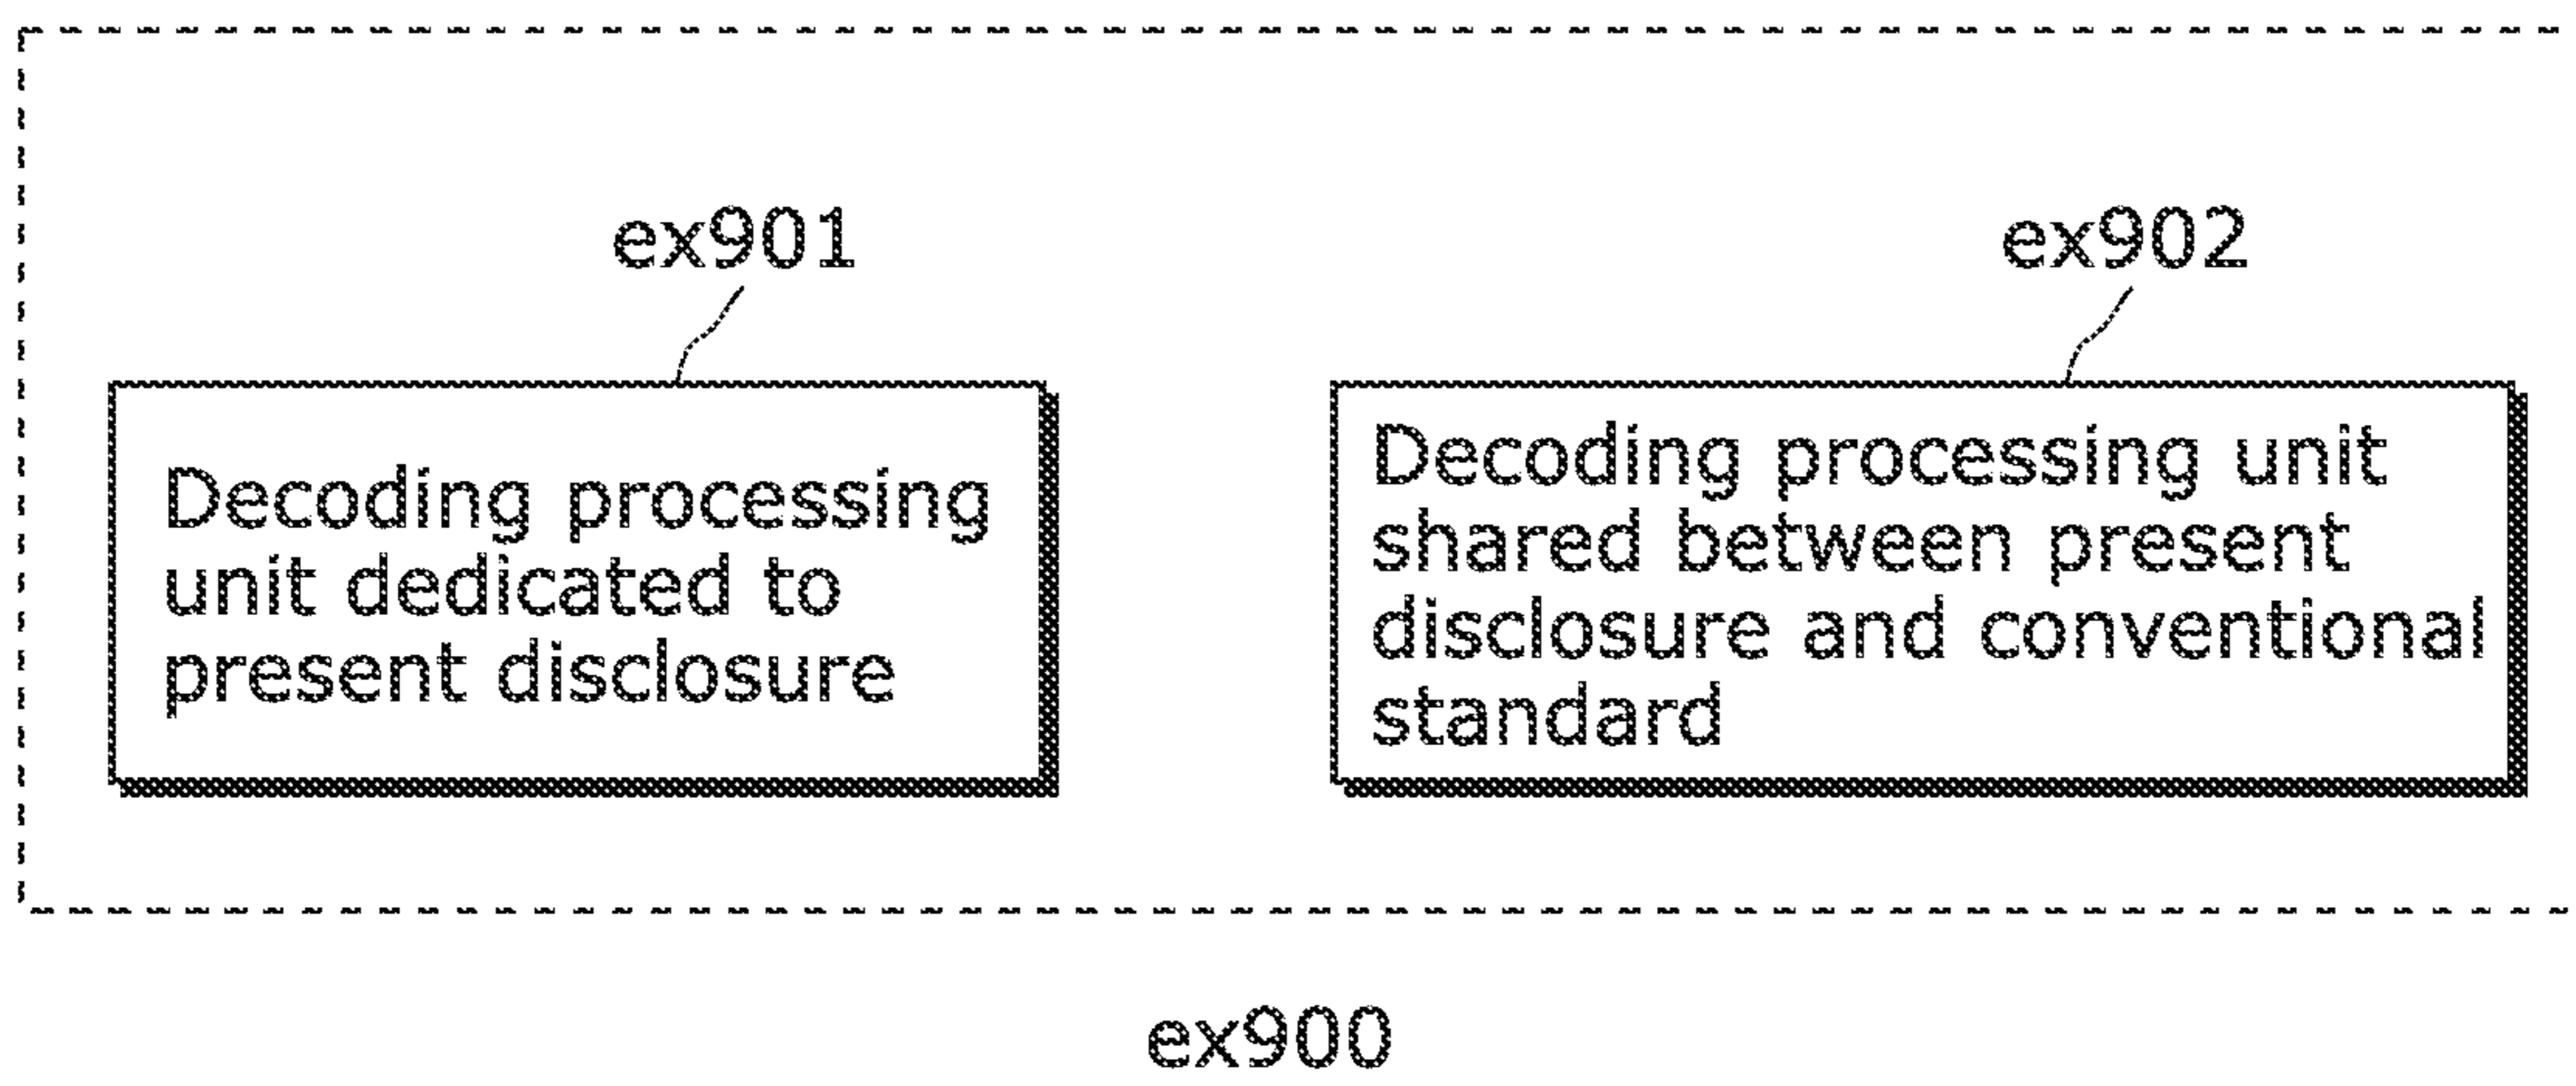 ex901
ex902
Decoding processing
unit dedicated to
present disclosure
Decoding processing unit
shared between present
disclosure and conventional
standard
ex900